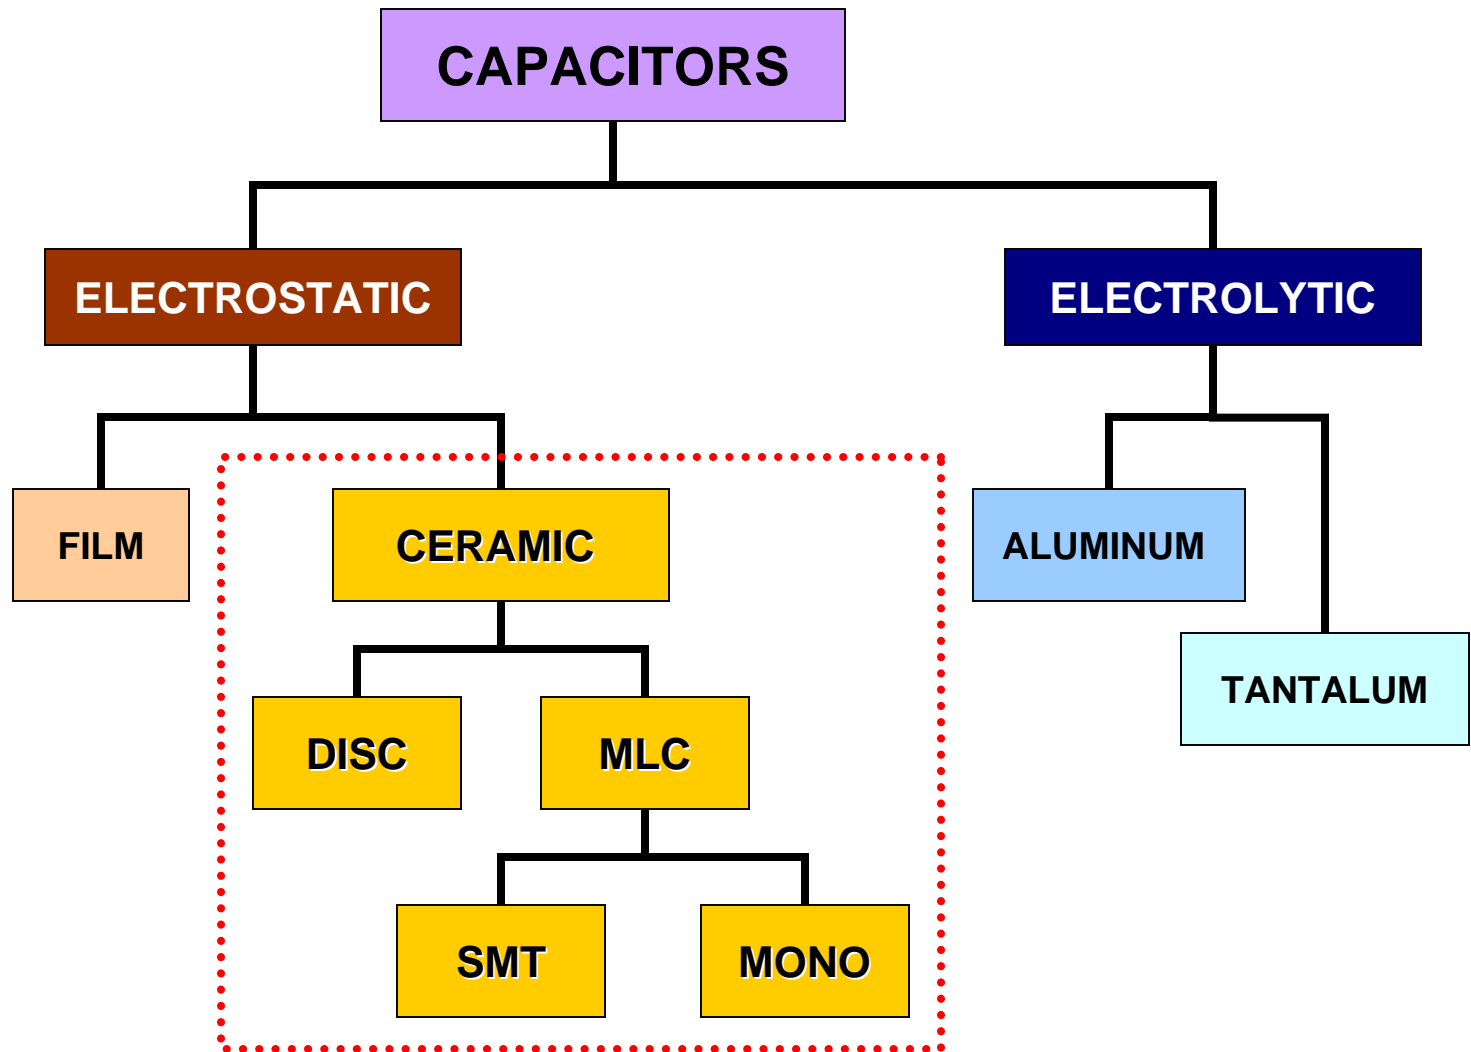 CAPACITORS
ELECTROSTATIC
ELECTROLYTIC
FILM
CERAMIC
ALUMINUM
TANTALUM
DISC
MLC
SMT
MONO